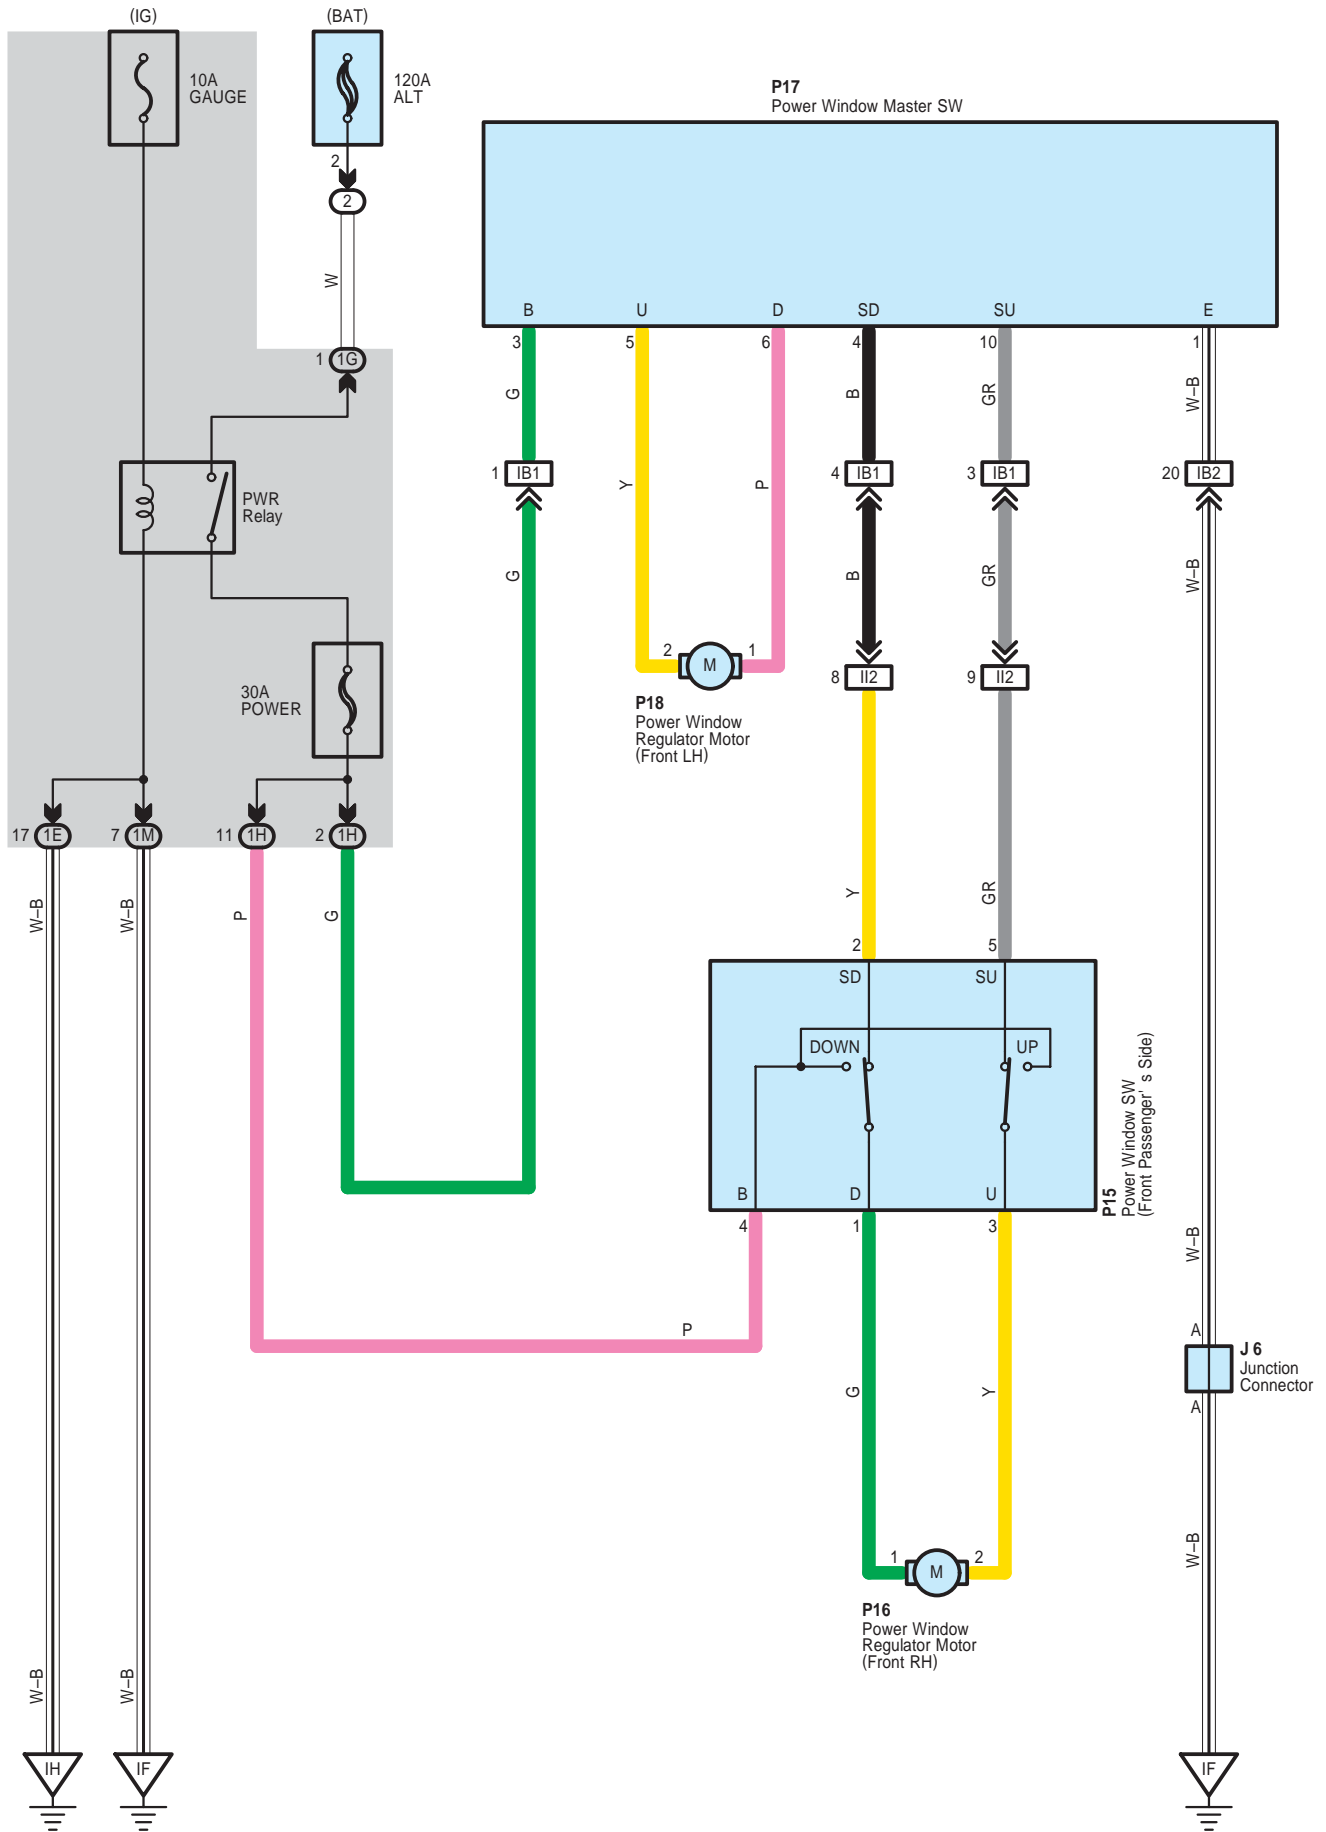 (IG)
(BAT)
10A
GAUGE
120A
ALT
P17
Power Window Master SW
2
2
W
B
U
D
SD
SU
E
3
5
6
4
10
1
1
1G
G
B
GR
W–B
1
IB1
4
IB1
3
IB1
20
IB2
Y
P
PWR
Relay
G
B
GR
W–B
2
M
1
8
II2
9
II2
30A
POWER
P18
Power Window
Regulator Motor
(Front LH)
17
1E
7
1M
11
1H
2
1H
W–B
W–B
P
G
Y
GR
2
5
SD
SU
DOWN
UP
B
D
U
P15
Power Window SW
(Front Passenger' s Side)
4
1
3
W–B
P
A
J 6
Junction
Connector
A
G
Y
W–B
1
M
2
P16
Power Window
Regulator Motor
(Front RH)
W–B
W–B
IH
IF
IF